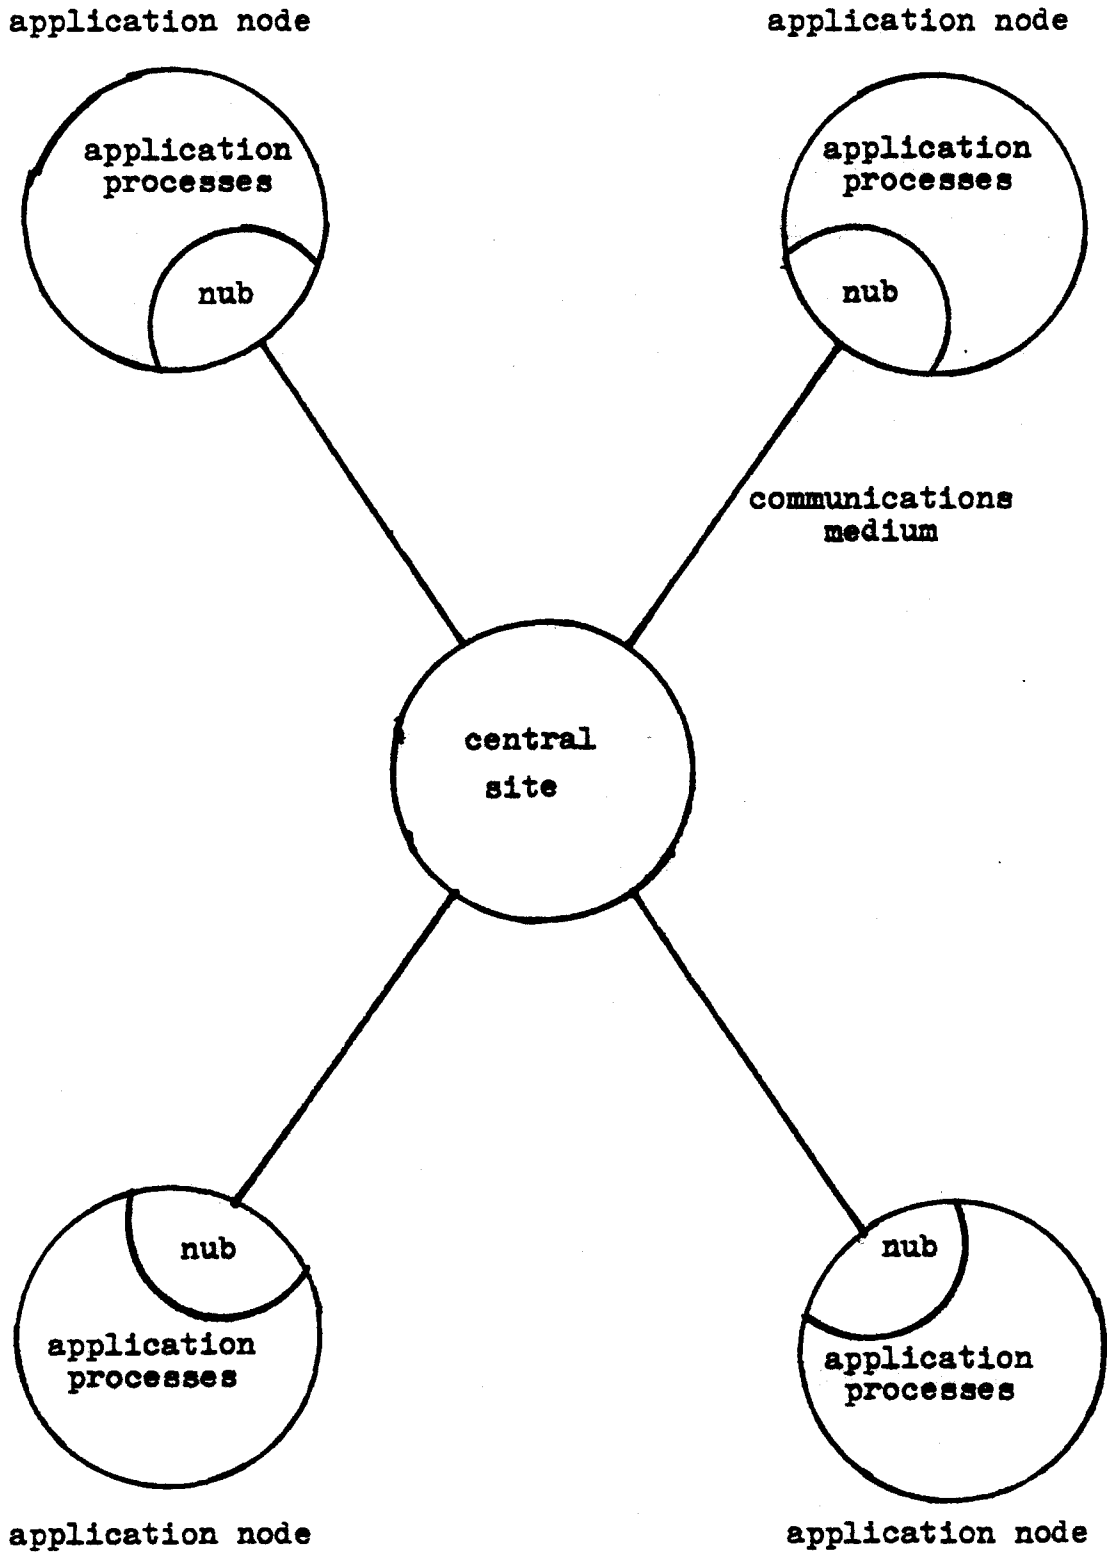 application node
application node
application
processes
nub
application
processes
nub
communications
medium
central
site
nub
application
processes
nub
application
processes
application node
application node